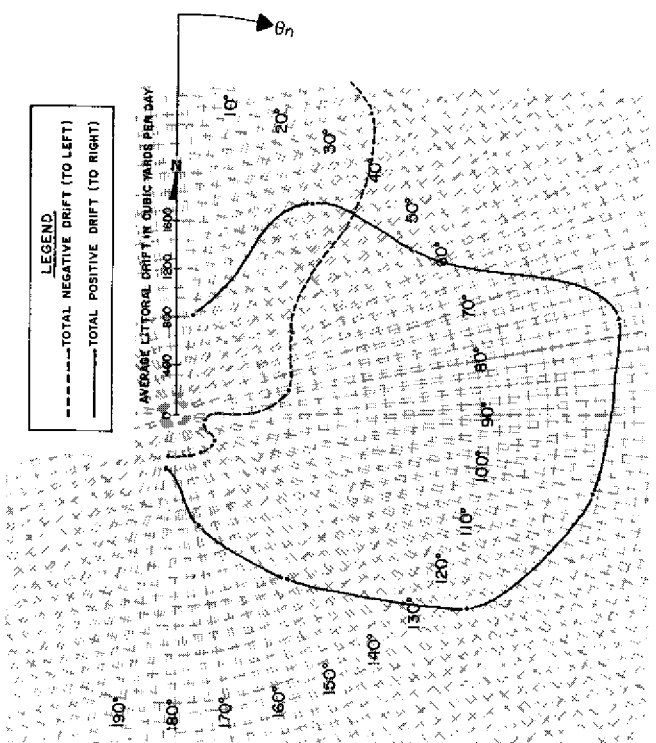 θn
LEGEND
TOTAL NEGATIVE DRIFT (TO LEFT)
TOTAL POSITIVE DRIFT (TO RIGHT)
AVERAGE LITTORAL DRIFT IN CUBIC YARDS PER DAY
N
0 400 800 1200 1600
10°
20°
30°
40°
50°
60°
70°
80°
90°
100°
110°
120°
130°
140°
150°
160°
170°
180°
190°